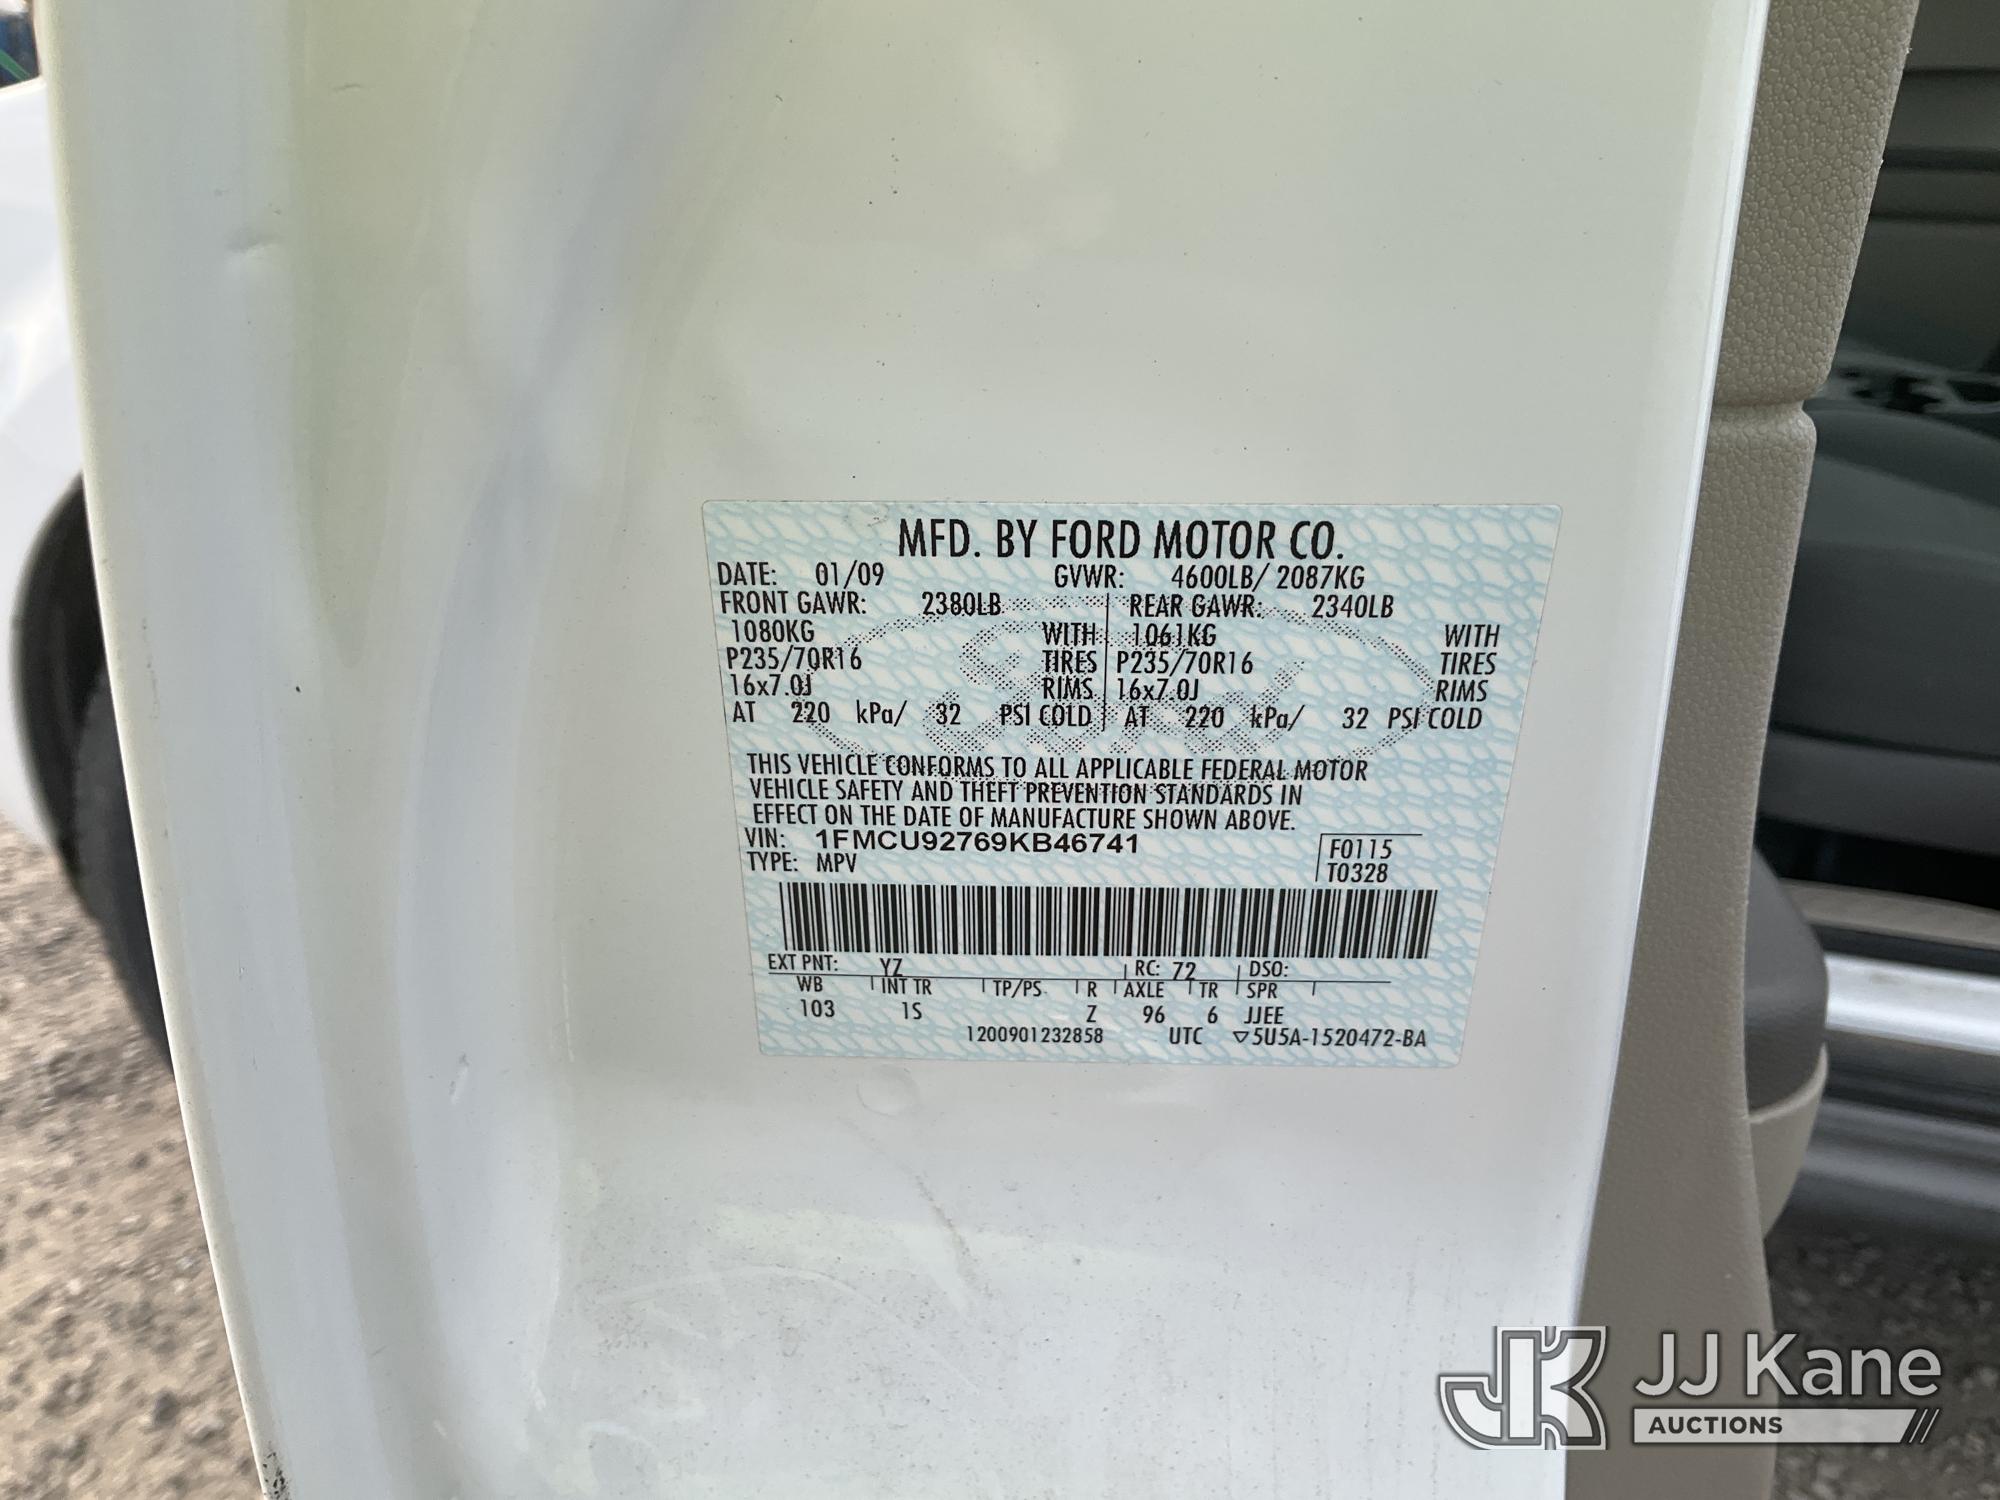 MFD. BY FORD MOTOR CO.
DATE: 01/09 GVWR: 4600LB/ 2087KG
FRONT GAWR: 2380LB REAR GAWR: 2340LB
1080KG WITH 1061KG WITH
P235/70R16 TIRES P235/70R16 TIRES
16x7.0J RIMS 16x7.0J RIMS
AT 220 kPa/ 32 PSI COLD AT 220 kPa/ 32 PSI COLD
THIS VEHICLE CONFORMS TO ALL APPLICABLE FEDERAL MOTOR
VEHICLE SAFETY AND THEFT PREVENTION STANDARDS IN
EFFECT ON THE DATE OF MANUFACTURE SHOWN ABOVE.
VIN: 1FMCU92769KB46741 F0115
TYPE: MPV T0328
EXT PNT: YZ RC: 72 DSO:
WB INT TR TP/PS R AXLE TR SPR
103 1S Z 96 6 JJEE
1200901232858 UTC ▽5U5A-1520472-BA
JK JJ Kane
AUCTIONS